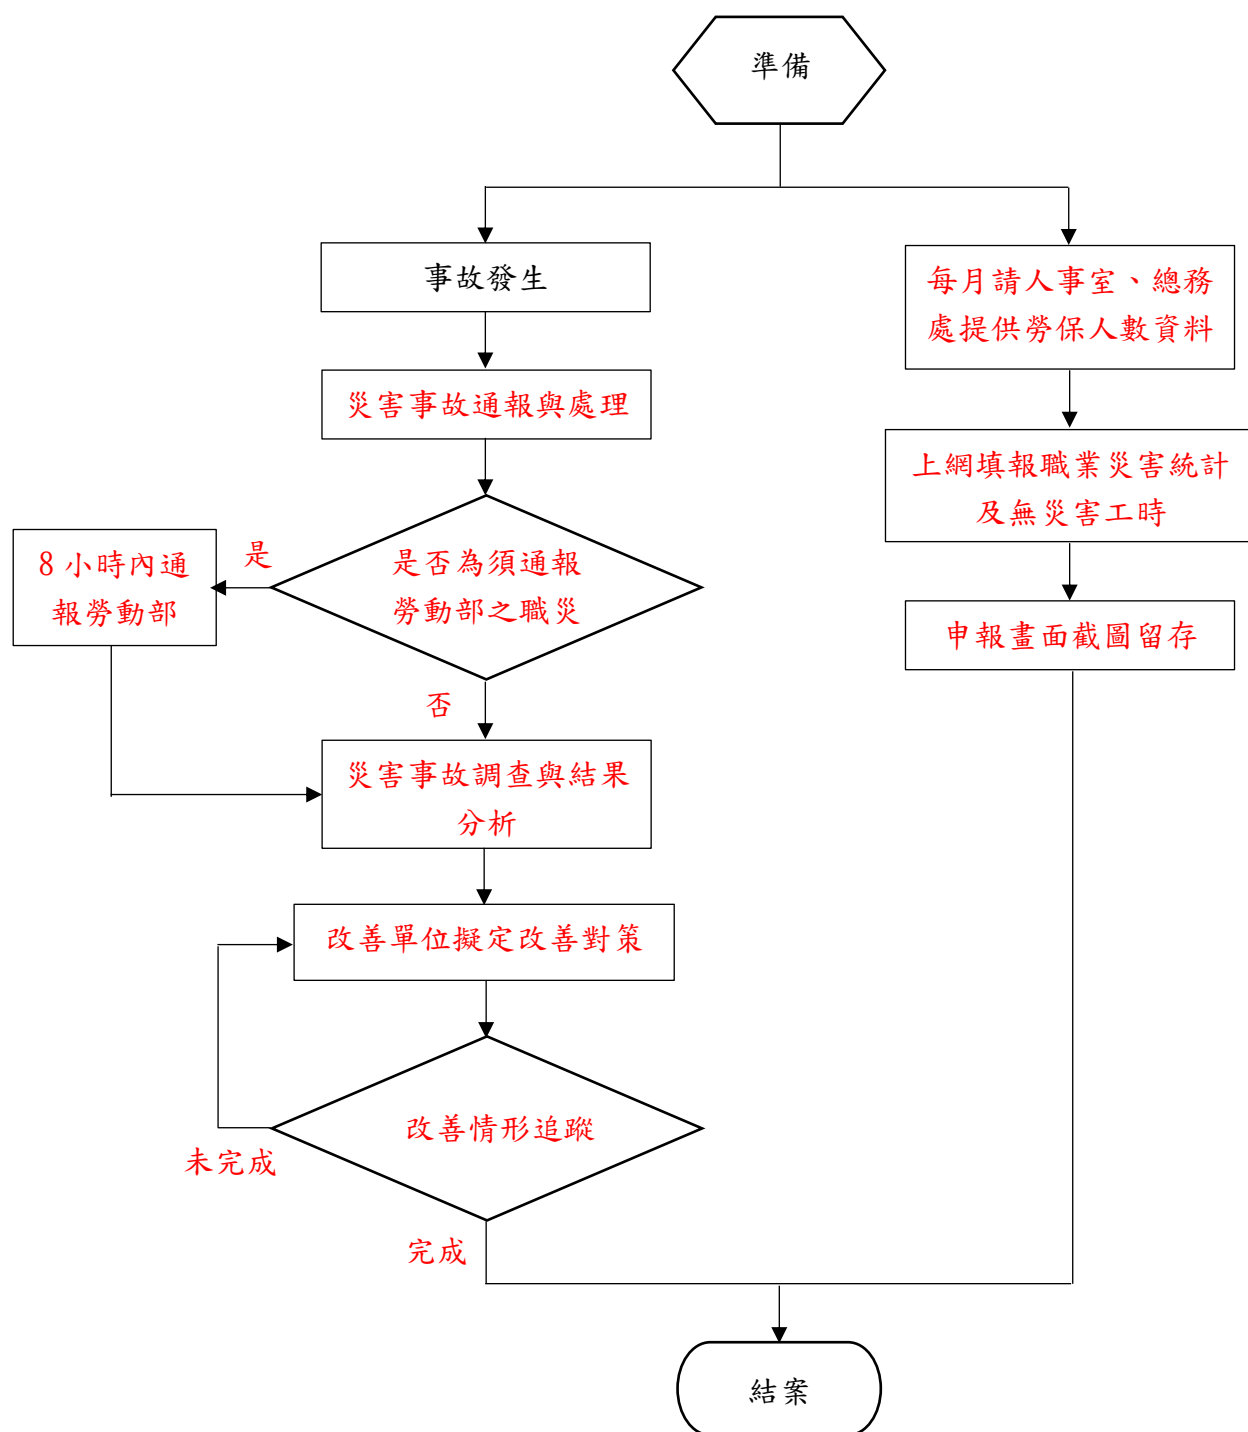 準備
事故發生
每月請人事室、總務
處提供勞保人數資料
災害事故通報與處理
上網填報職業災害統計
及無災害工時
是
8 小時內通
報勞動部
是否為須通報
勞動部之職災
申報畫面截圖留存
否
災害事故調查與結果
分析
改善單位擬定改善對策
改善情形追蹤
未完成
完成
結案